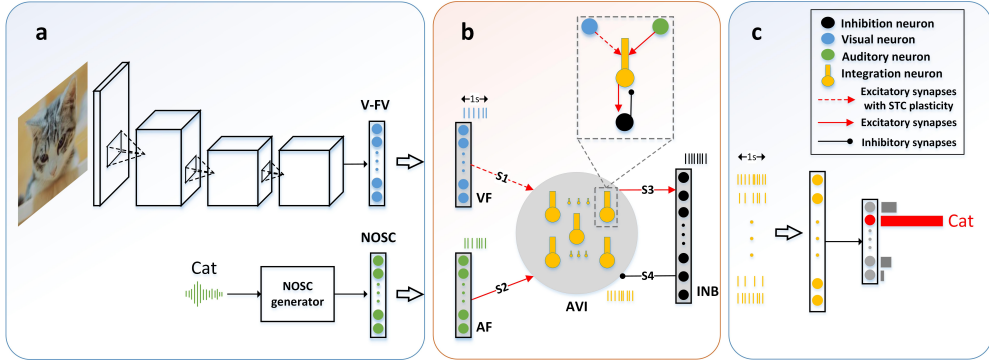 a
V-FV
Cat
NOSC
generator
NOSC
b
1s
VF
S1
AF
S2
AVI
S3
S4
INB
c
Inhibition neuron
Visual neuron
Auditory neuron
Integration neuron
Excitatory synapses
with STC plasticity
Excitatory synapses
Inhibitory synapses
1s
Cat